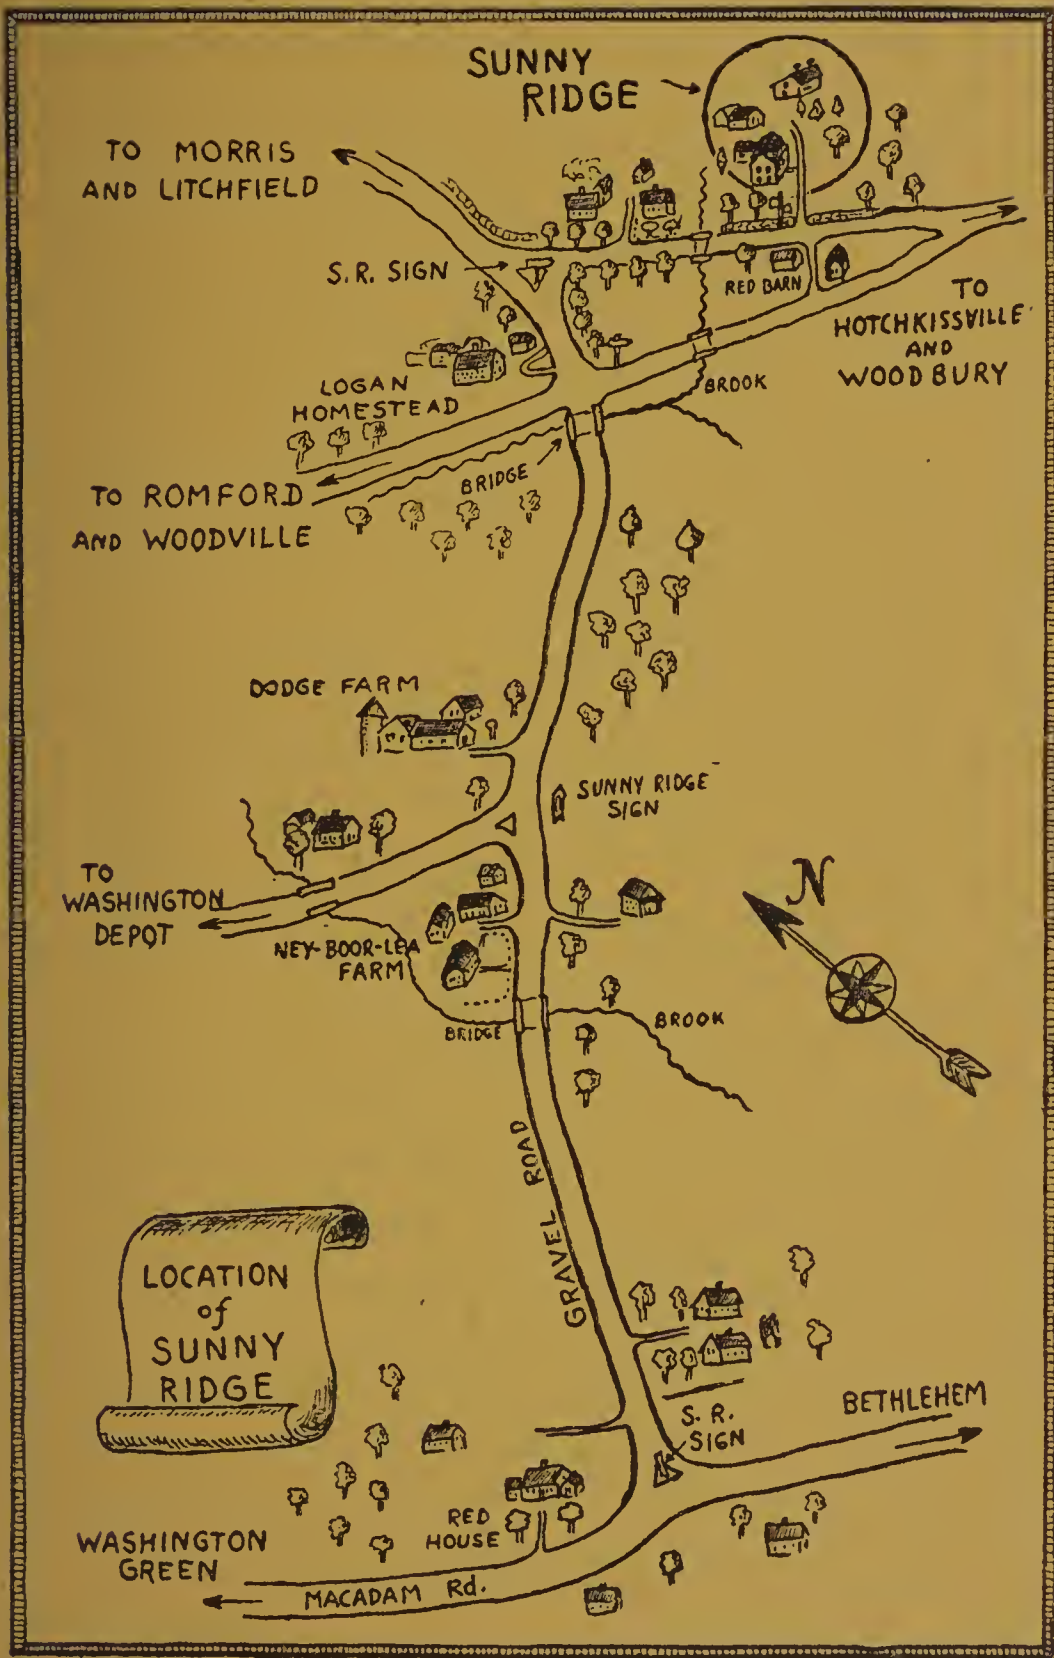 SUNNY
RIDGE
TO MORRIS
AND LITCHFIELD
S.R. SIGN
RED BARN
TO
HOTCHKISSVILLE
AND
WOODBURY
LOGAN
HOMESTEAD
BROOK
BRIDGE
TO ROMFORD
AND WOODVILLE
DODGE FARM
SUNNY RIDGE
SIGN
TO
WASHINGTON
DEPOT
NEY-BOOR-LEA
FARM
N
BRIDGE
BROOK
GRAVEL ROAD
LOCATION
of
SUNNY
RIDGE
BETHLEHEM
S. R.
SIGN
RED
HOUSE
WASHINGTON
GREEN
MACADAM Rd.